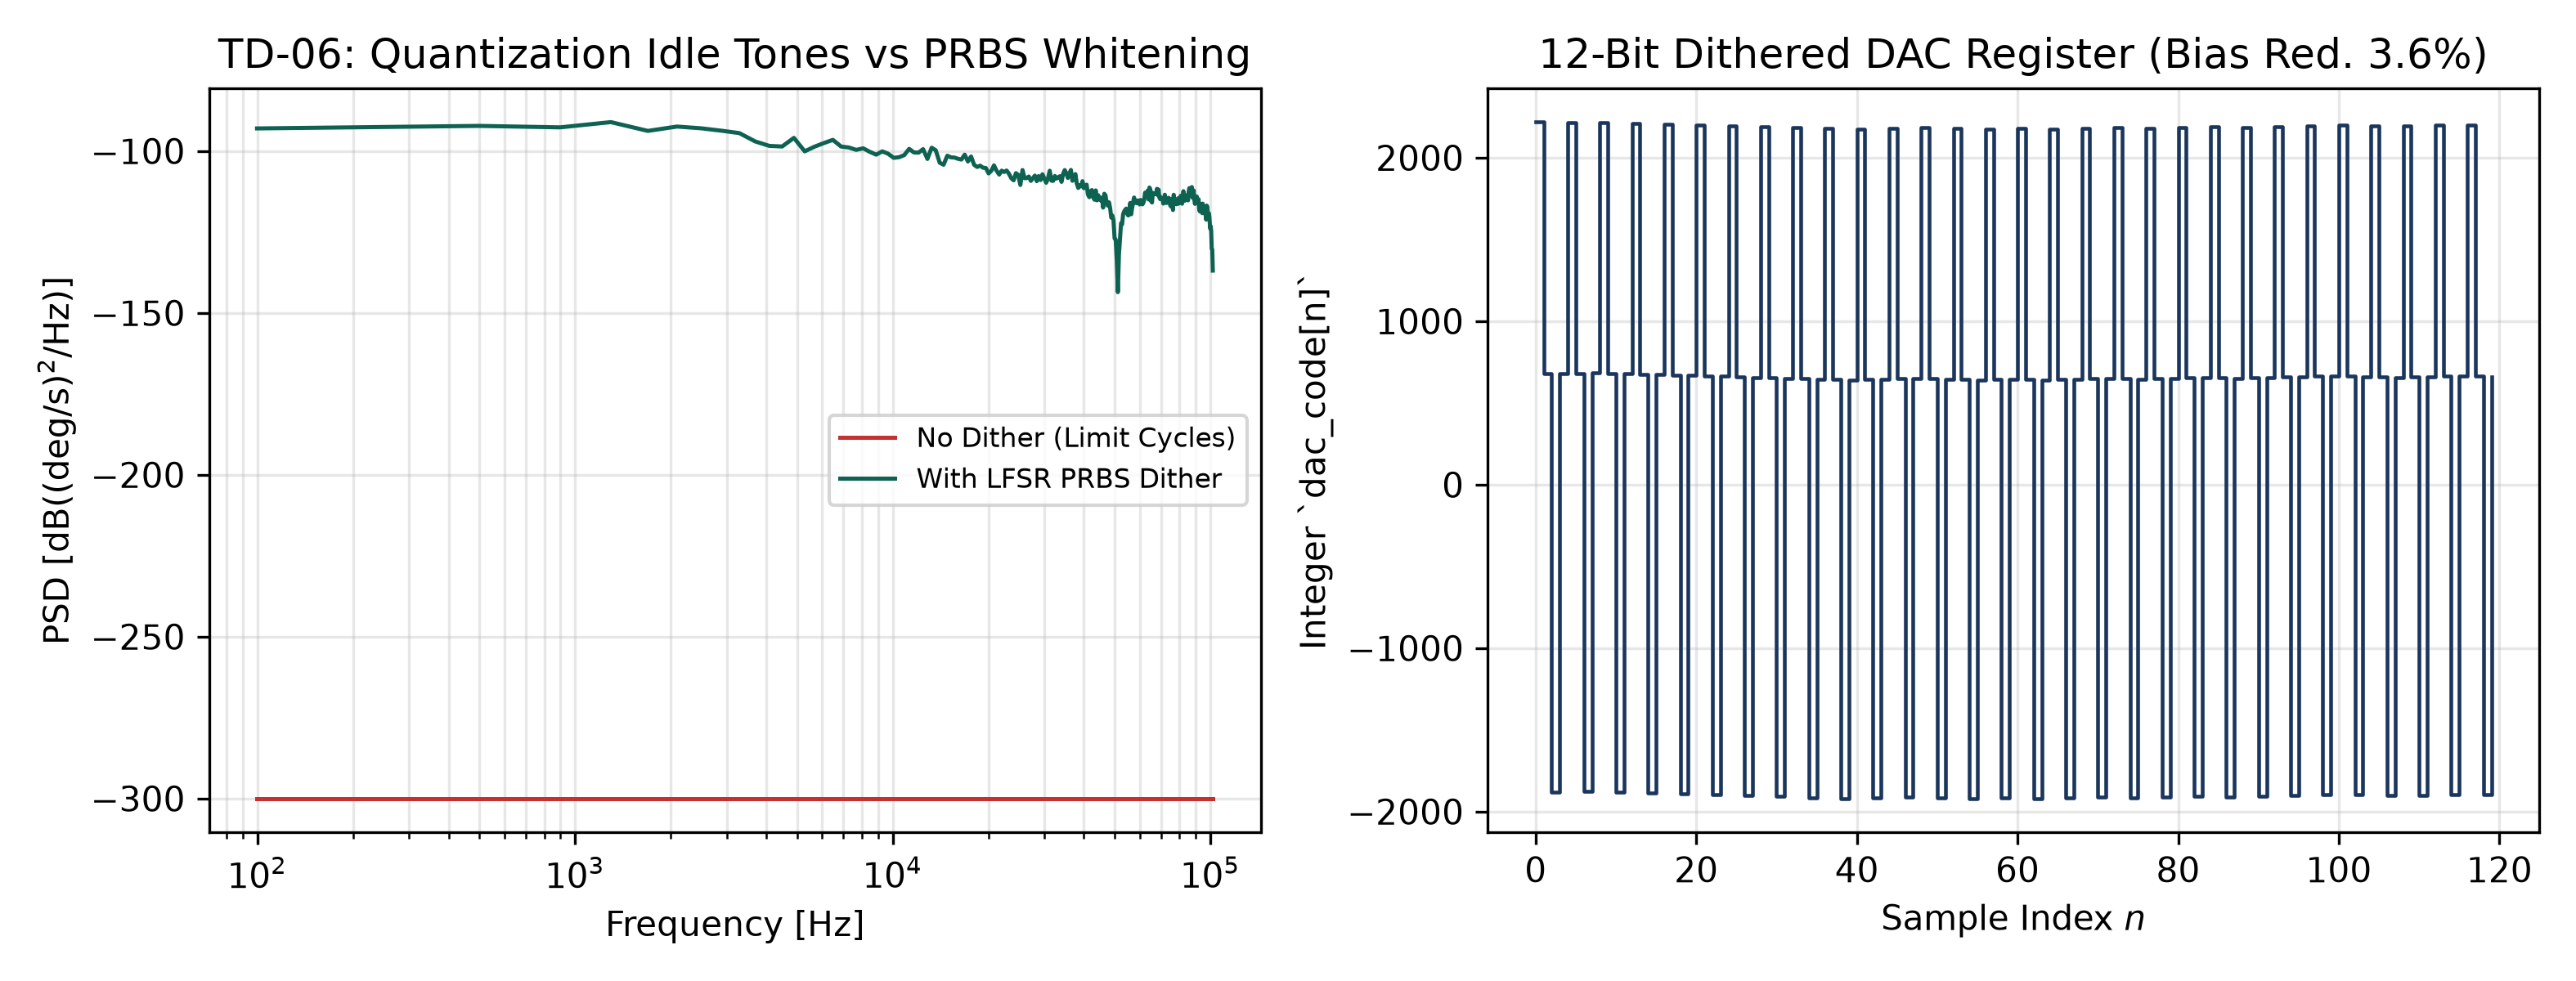 TD-06: Quantization Idle Tones vs PRBS Whitening
PSD [dB((deg/s)²/Hz)]
−100
−150
−200
−250
−300
No Dither (Limit Cycles)
With LFSR PRBS Dither
10² 10³ 10⁴ 10⁵
Frequency [Hz]
12-Bit Dithered DAC Register (Bias Red. 3.6%)
Integer `dac_code[n]`
2000
1000
0
−1000
−2000
0 20 40 60 80 100 120
Sample Index n